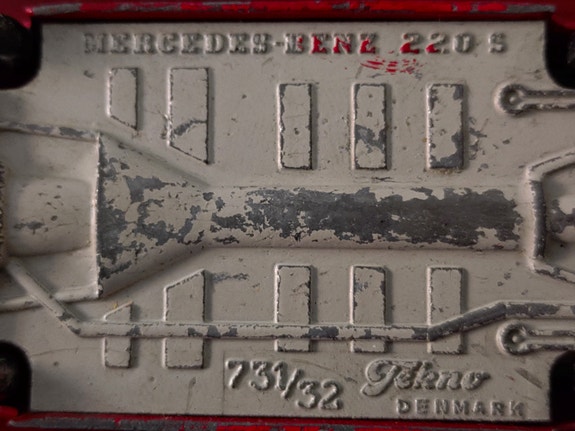 MERCEDES-BENZ 220 S
731/32 Tekno
DENMARK